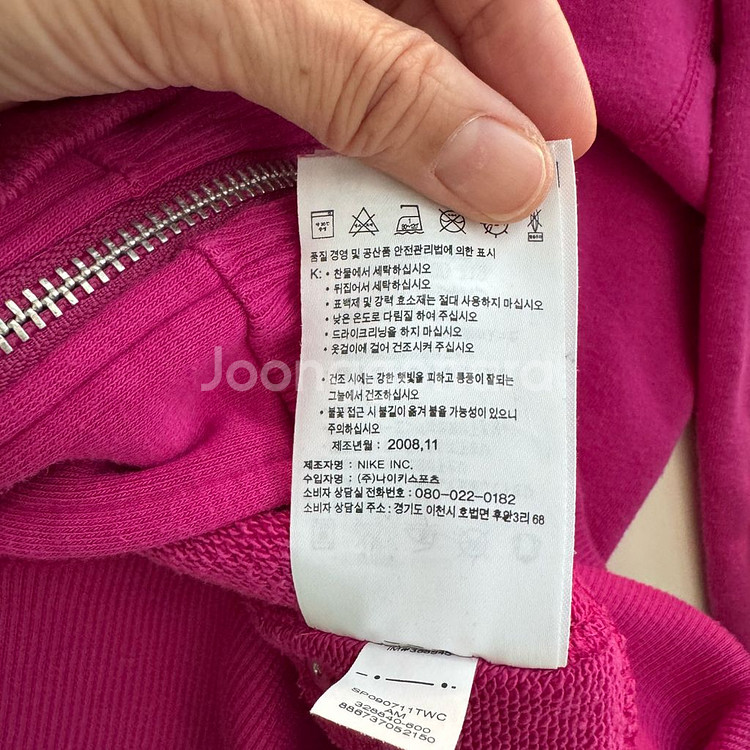 품질 경영 및 공산품 안전관리법에 의한 표시
K: • 찬물에서 세탁하십시오
• 뒤집어서 세탁하십시오
• 표백제 및 강력 효소제는 절대 사용하지 마십시오
• 낮은 온도로 다림질 하여 주십시오
• 드라이크리닝을 하지 마십시오
• 옷걸이에 걸어 건조시켜 주십시오
• 건조 시에는 강한 햇빛을 피하고 통풍이 잘되는
그늘에서 건조하십시오
• 불꽃 접근 시 불길이 옮겨 붙을 가능성이 있으니
주의하십시오
제조년월 : 2008,11
제조자명 : NIKE INC.
수입자명 : (주)나이키스포츠
소비자 상담실 전화번호 : 080-022-0182
소비자 상담실 주소 : 경기도 이천시 호법면 후안3리 68
SP090711TWC
AM
328840-600
886737052150